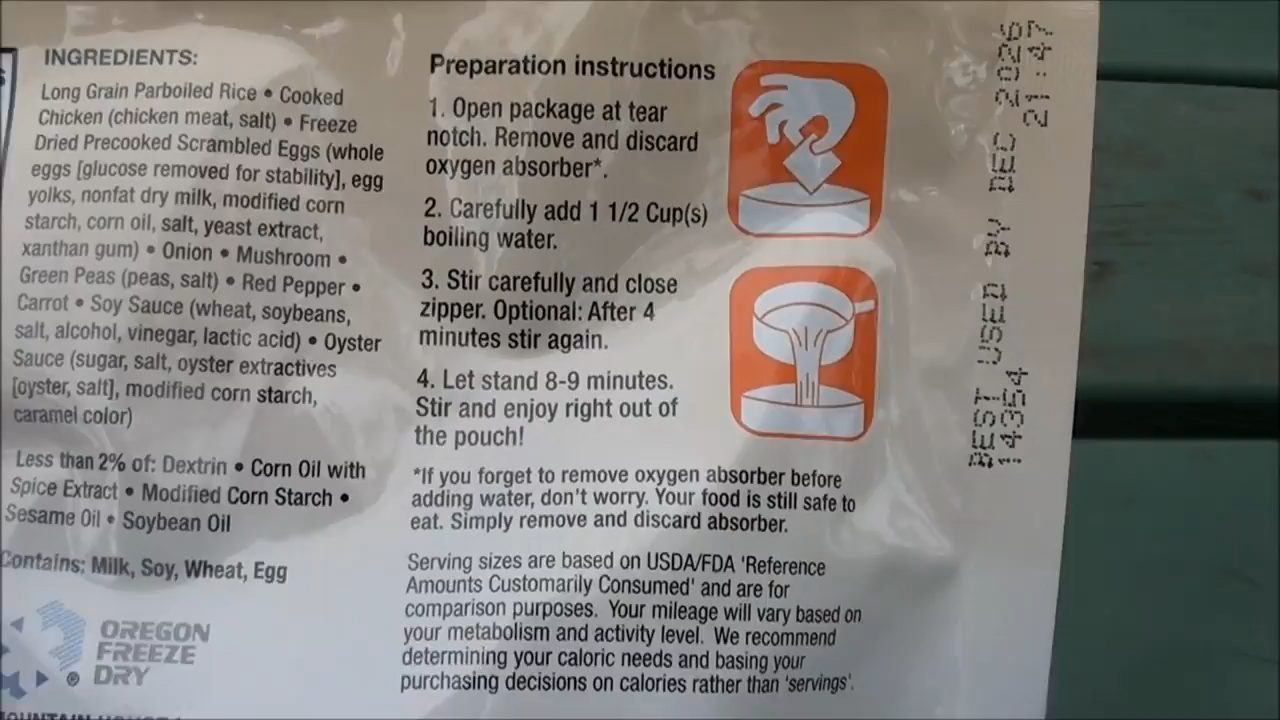 INGREDIENTS:
Long Grain Parboiled Rice • Cooked
Chicken (chicken meat, salt) • Freeze
Dried Precooked Scrambled Eggs (whole
eggs [glucose removed for stability], egg
yolks, nonfat dry milk, modified corn
starch, corn oil, salt, yeast extract,
xanthan gum) • Onion • Mushroom •
Green Peas (peas, salt) • Red Pepper •
Carrot • Soy Sauce (wheat, soybeans,
salt, alcohol, vinegar, lactic acid) • Oyster
Sauce (sugar, salt, oyster extractives
[oyster, salt], modified corn starch,
caramel color)
Less than 2% of: Dextrin • Corn Oil with
Spice Extract • Modified Corn Starch •
Sesame Oil • Soybean Oil
Contains: Milk, Soy, Wheat, Egg
OREGON
FREEZE
DRY
®
Preparation instructions
1. Open package at tear
notch. Remove and discard
oxygen absorber*.
2. Carefully add 1 1/2 Cup(s)
boiling water.
3. Stir carefully and close
zipper. Optional: After 4
minutes stir again.
4. Let stand 8-9 minutes.
Stir and enjoy right out of
the pouch!
*If you forget to remove oxygen absorber before
adding water, don't worry. Your food is still safe to
eat. Simply remove and discard absorber.
Serving sizes are based on USDA/FDA 'Reference
Amounts Customarily Consumed' and are for
comparison purposes. Your mileage will vary based on
your metabolism and activity level. We recommend
determining your caloric needs and basing your
purchasing decisions on calories rather than 'servings'.
BEST USED BY DEC 2026
14354 21:47